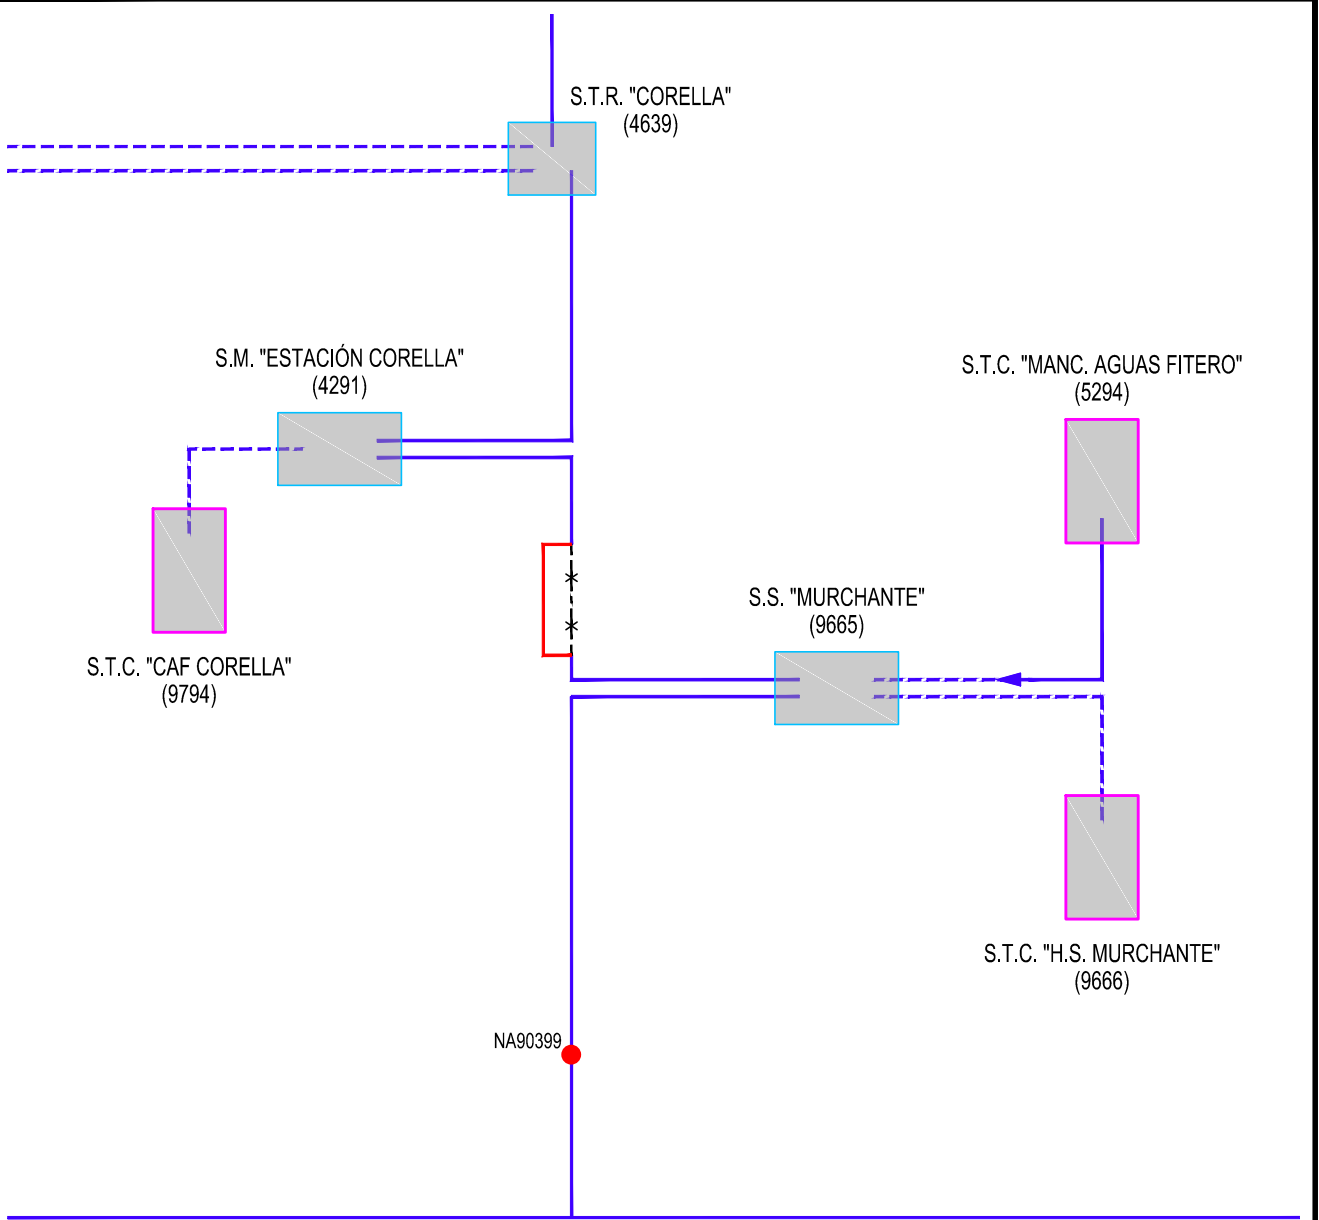 S.T.R. "CORELLA"
(4639)
S.M. "ESTACIÓN CORELLA"
(4291)
S.T.C. "MANC. AGUAS FITERO"
(5294)
S.S. "MURCHANTE"
(9665)
S.T.C. "CAF CORELLA"
(9794)
S.T.C. "H.S. MURCHANTE"
(9666)
NA90399